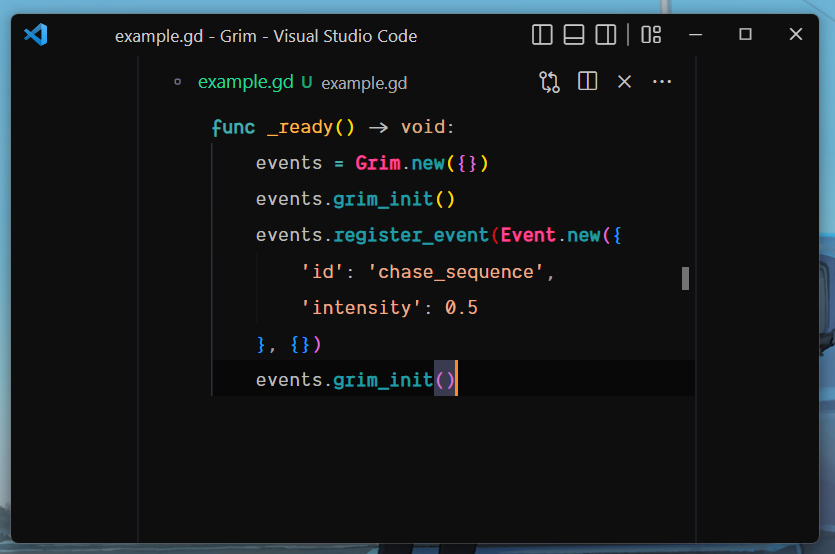 example.gd - Grim - Visual Studio Code
example.gd U example.gd
func _ready() -> void:
events = Grim.new({})
events.grim_init()
events.register_event(Event.new({
'id': 'chase_sequence',
'intensity': 0.5
}, {})
events.grim_init()